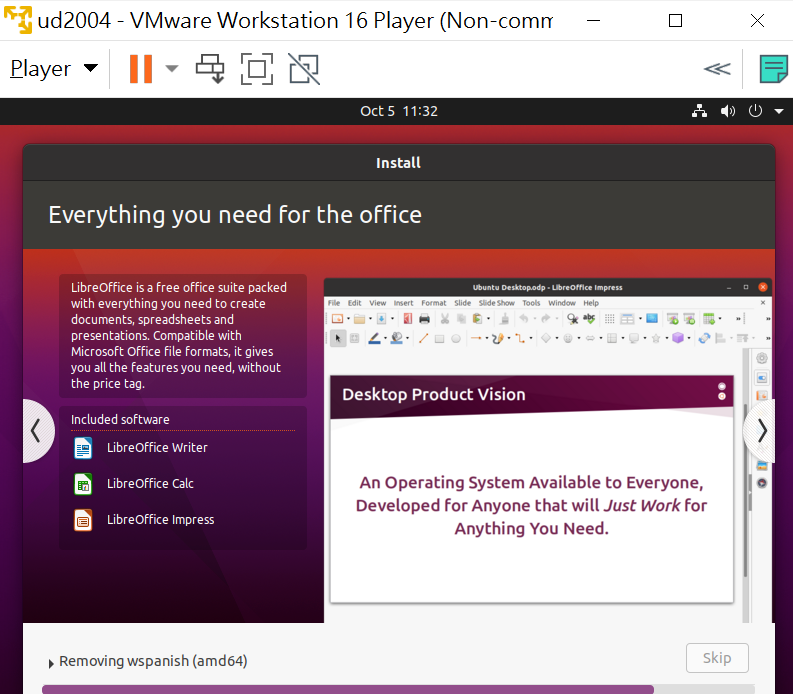 ud2004 - VMware Workstation 16 Player (Non-comm
Player
Oct 5 11:32
Install
Everything you need for the office
LibreOffice is a free office suite packed
with everything you need to create
documents, spreadsheets and
presentations. Compatible with
Microsoft Office file formats, it gives
you all the features you need, without
the price tag.
Included software
LibreOffice Writer
LibreOffice Calc
LibreOffice Impress
Ubuntu Desktop.odp - LibreOffice Impress
File Edit View Insert Format Slide Slide Show Tools Window Help
Desktop Product Vision
An Operating System Available to Everyone,
Developed for Anyone that will Just Work for
Anything You Need.
Removing wspanish (amd64)
Skip